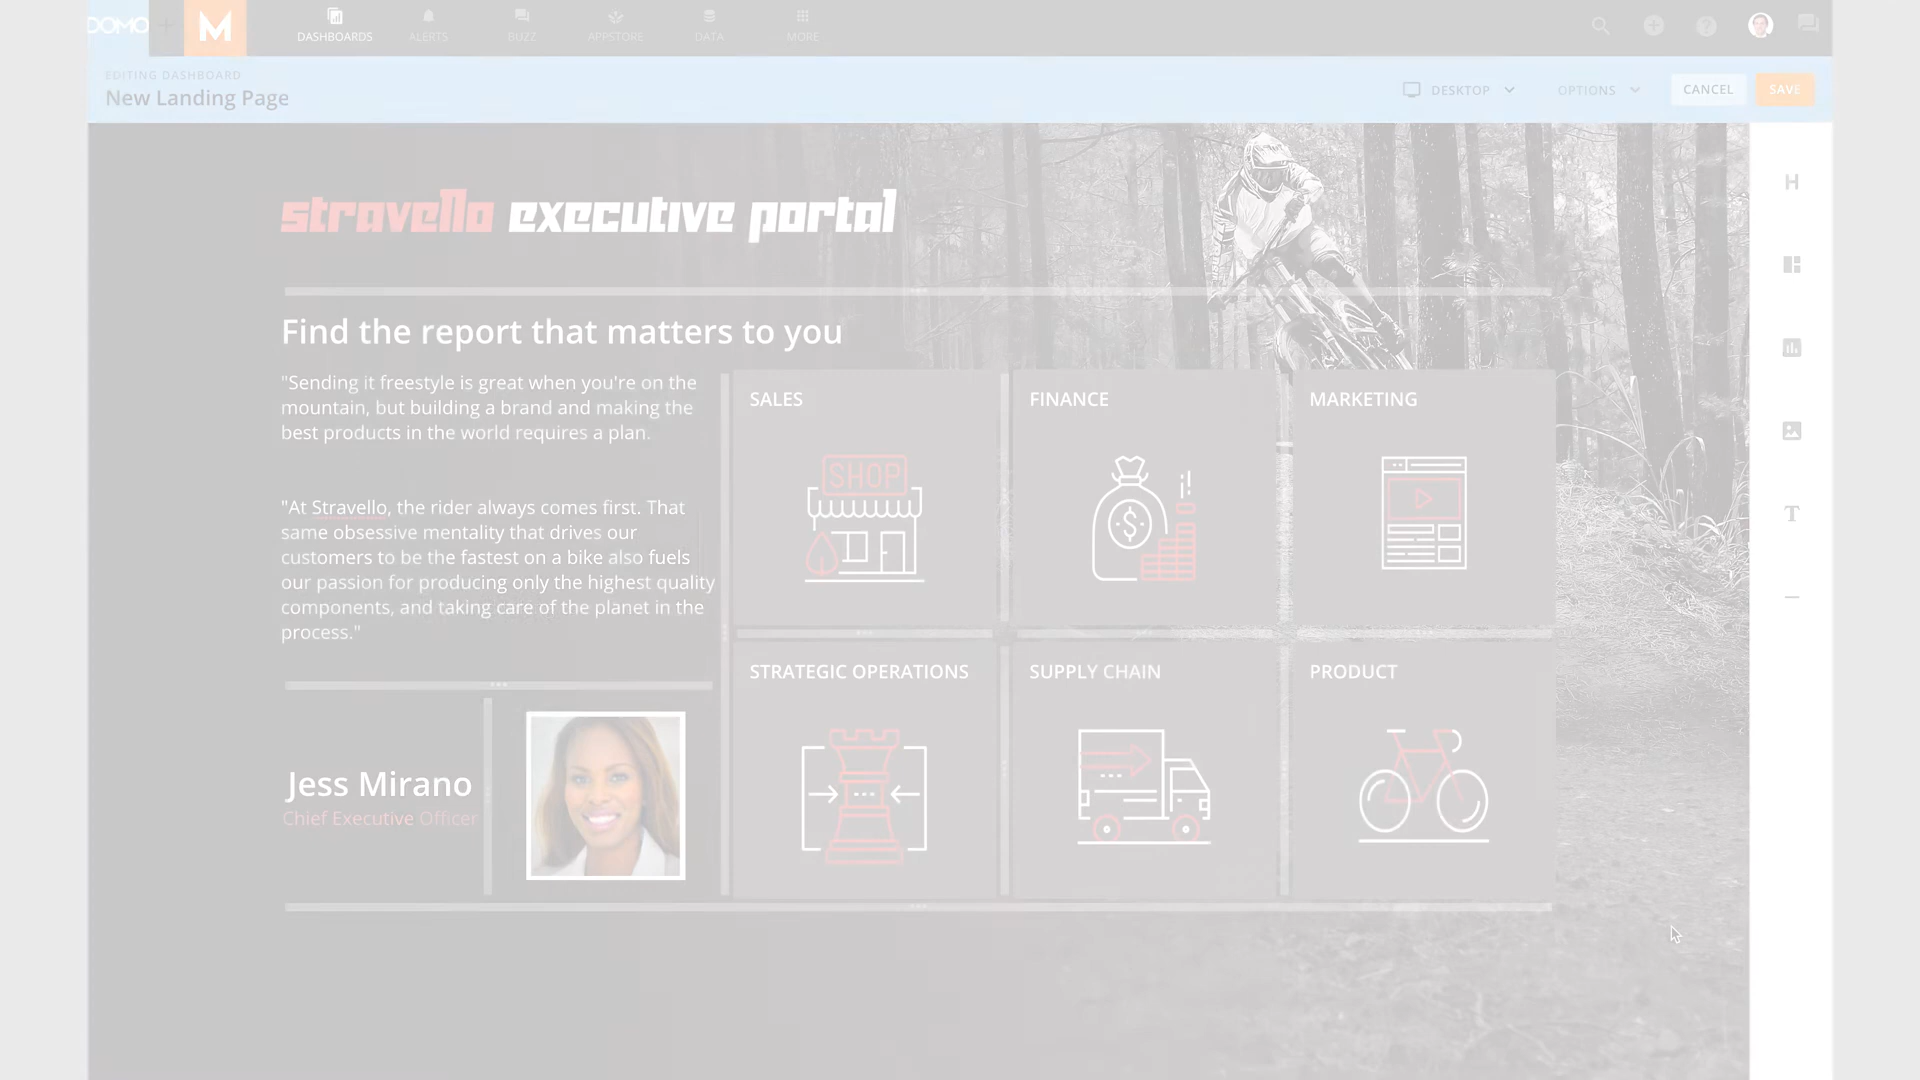 DOMO
M
DASHBOARDS
ALERTS
BUZZ
APPSTORE
DATA
MORE
EDITING DASHBOARD
New Landing Page
DESKTOP
OPTIONS
CANCEL
SAVE
stravello executive portal
Find the report that matters to you
"Sending it freestyle is great when you're on the
mountain, but building a brand and making the
best products in the world requires a plan.
"At Stravello, the rider always comes first. That
same obsessive mentality that drives our
customers to be the fastest on a bike also fuels
our passion for producing only the highest quality
components, and taking care of the planet in the
process."
Jess Mirano
Chief Executive Officer
SALES
SHOP
FINANCE
$
MARKETING
STRATEGIC OPERATIONS
SUPPLY CHAIN
PRODUCT
H
T